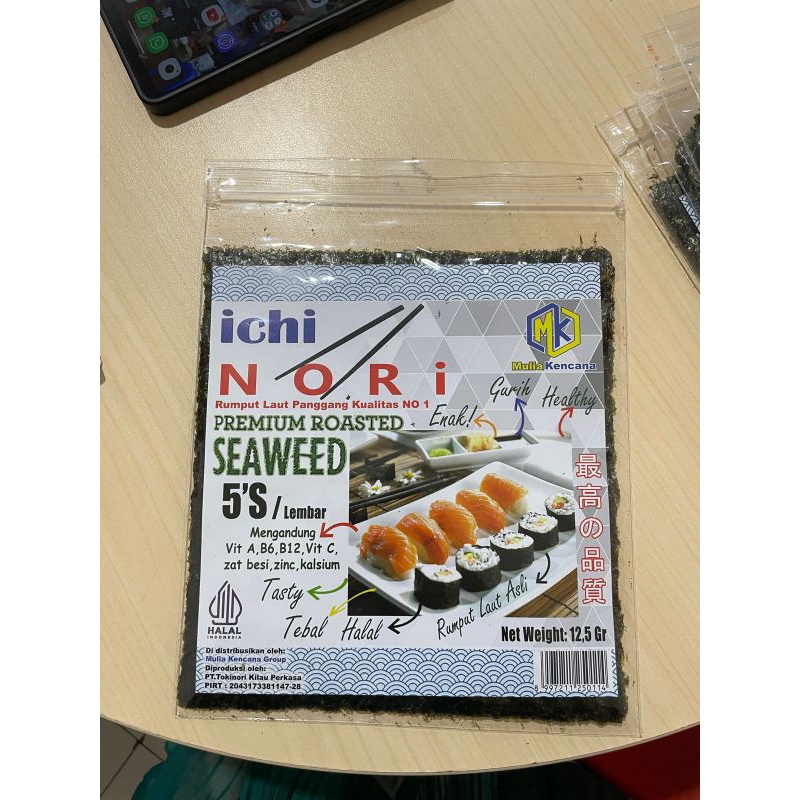 ichi
NORi
Rumput Laut Panggang Kualitas NO 1
PREMIUM ROASTED
SEAWEED
5'S / Lembar
Mengandung
Vit A,B6,B12,Vit C,
zat besi,zinc,kalsium
Tasty
Tebal
Halal
Enak!
Gurih
Healthy
MK
Mulia Kencana
最高の品質
Rumput Laut Asli
Net Weight: 12,5 Gr
HALAL
INDONESIA
Di distribusikan oleh:
Mulia Kencana Group
Diproduksi oleh:
PT.Tokinori Kilau Perkasa
PIRT : 2043173381147-28
8 997211 250114